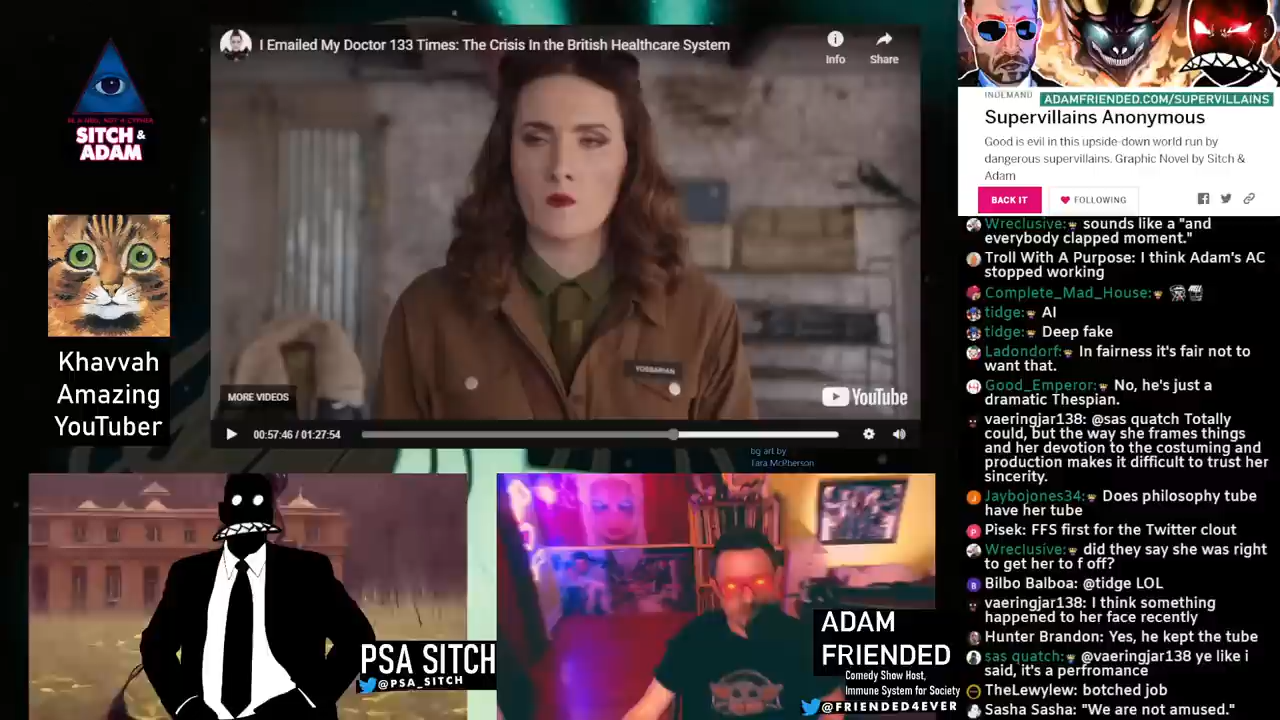 I Emailed My Doctor 133 Times: The Crisis In the British Healthcare System
Info
Share
SITCH &
ADAM
Khavvah
Amazing
YouTuber
YOSSARIAN
MORE VIDEOS
YouTube
00:57:46 / 01:27:54
bg art by
Tara McPherson
PSA SITCH
@PSA_SITCH
ADAM
FRIENDED
Comedy Show Host,
Immune System for Society
@FRIENDED4EVER
INDEMAND
ADAMFRIENDED.COM/SUPERVILLAINS
Supervillains Anonymous
Good is evil in this upside-down world run by
dangerous supervillains. Graphic Novel by Sitch &
Adam
BACK IT
FOLLOWING
Wreclusive: sounds like a "and
everybody clapped moment."
Troll With A Purpose: I think Adam's AC
stopped working
Complete_Mad_House:
tidge: AI
tidge: Deep fake
Ladondorf: In fairness it's fair not to
want that.
Good_Emperor: No, he's just a
dramatic Thespian.
vaeringjar138: @sas quatch Totally
could, but the way she frames things
and her devotion to the costuming and
production makes it difficult to trust her
sincerity.
Jaybojones34: Does philosophy tube
have her tube
Pisek: FFS first for the Twitter clout
Wreclusive: did they say she was right
to get her to f off?
Bilbo Balboa: @tidge LOL
vaeringjar138: I think something
happened to her face recently
Hunter Brandon: Yes, he kept the tube
sas quatch: @vaeringjar138 ye like i
said, it's a perfromance
TheLewylew: botched job
Sasha Sasha: "We are not amused."